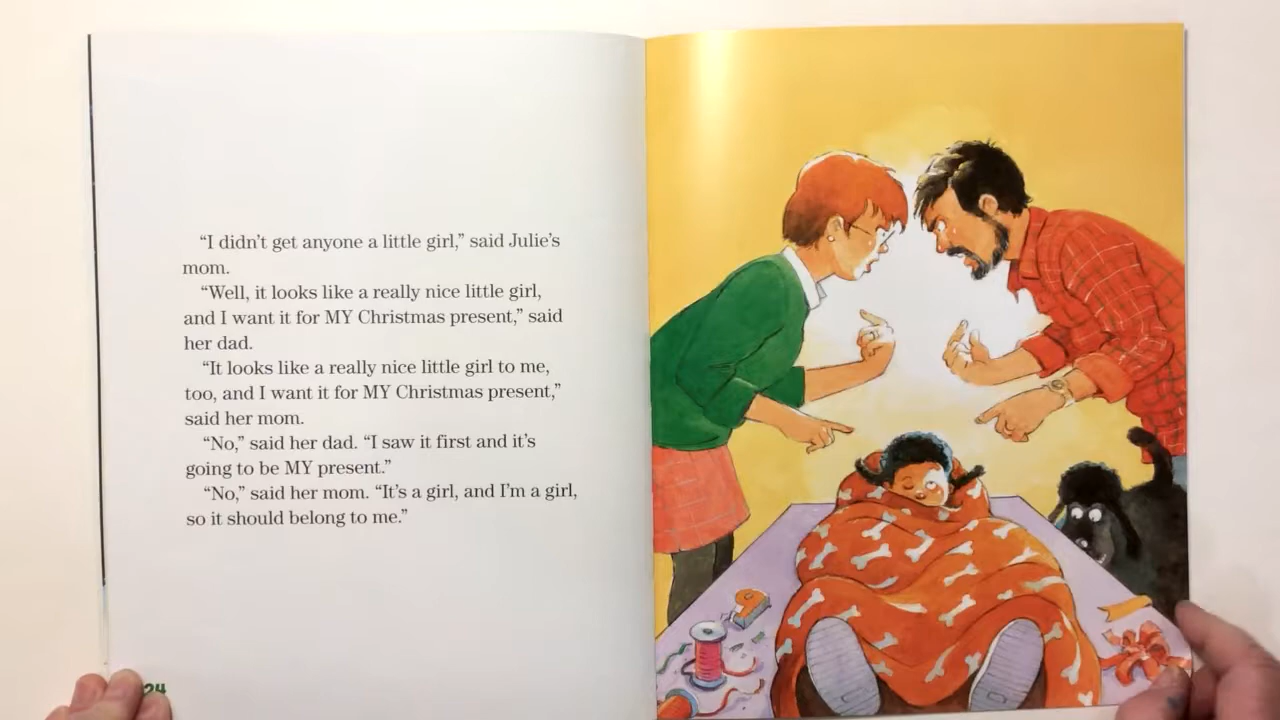 “I didn’t get anyone a little girl,” said Julie’s
mom.
“Well, it looks like a really nice little girl,
and I want it for MY Christmas present,” said
her dad.
“It looks like a really nice little girl to me,
too, and I want it for MY Christmas present,”
said her mom.
“No,” said her dad. “I saw it first and it’s
going to be MY present.”
“No,” said her mom. “It’s a girl, and I’m a girl,
so it should belong to me.”
24